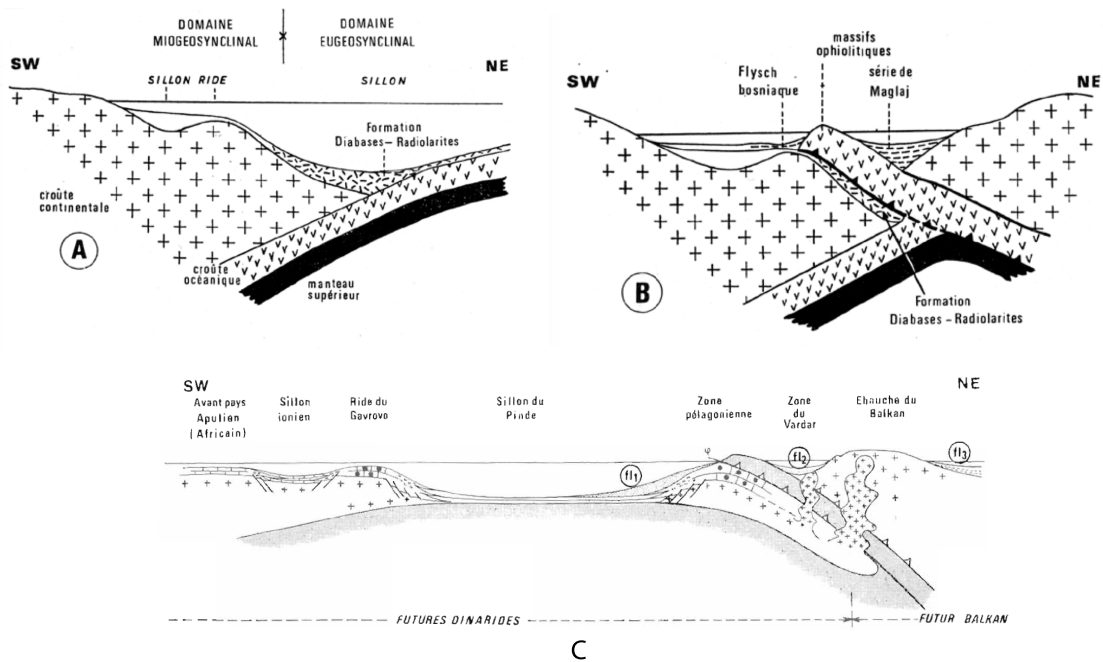 DOMAINE
MIOGEOSYNCLINAL
DOMAINE
EUGEOSYNCLINAL
SW
NE
SILLON RIDE
SILLON
Formation
Diabases – Radiolarites
croûte
continentale
A
croûte
océanique
manteau
supérieur
massifs
ophiolitiques
SW
Flysch
bosniaque
série de
Maglaj
NE
B
Formation
Diabases – Radiolarites
SW
NE
Avant pays
Apulien
(Africain)
Sillon
ionien
Ride du
Gavrovo
Sillon du
Pinde
Zone
pélagonienne
Zone
du
Vardar
Ebauche du
Balkan
fl1
φ
fl2
fl3
FUTURES DINARIDES
FUTUR BALKAN
C